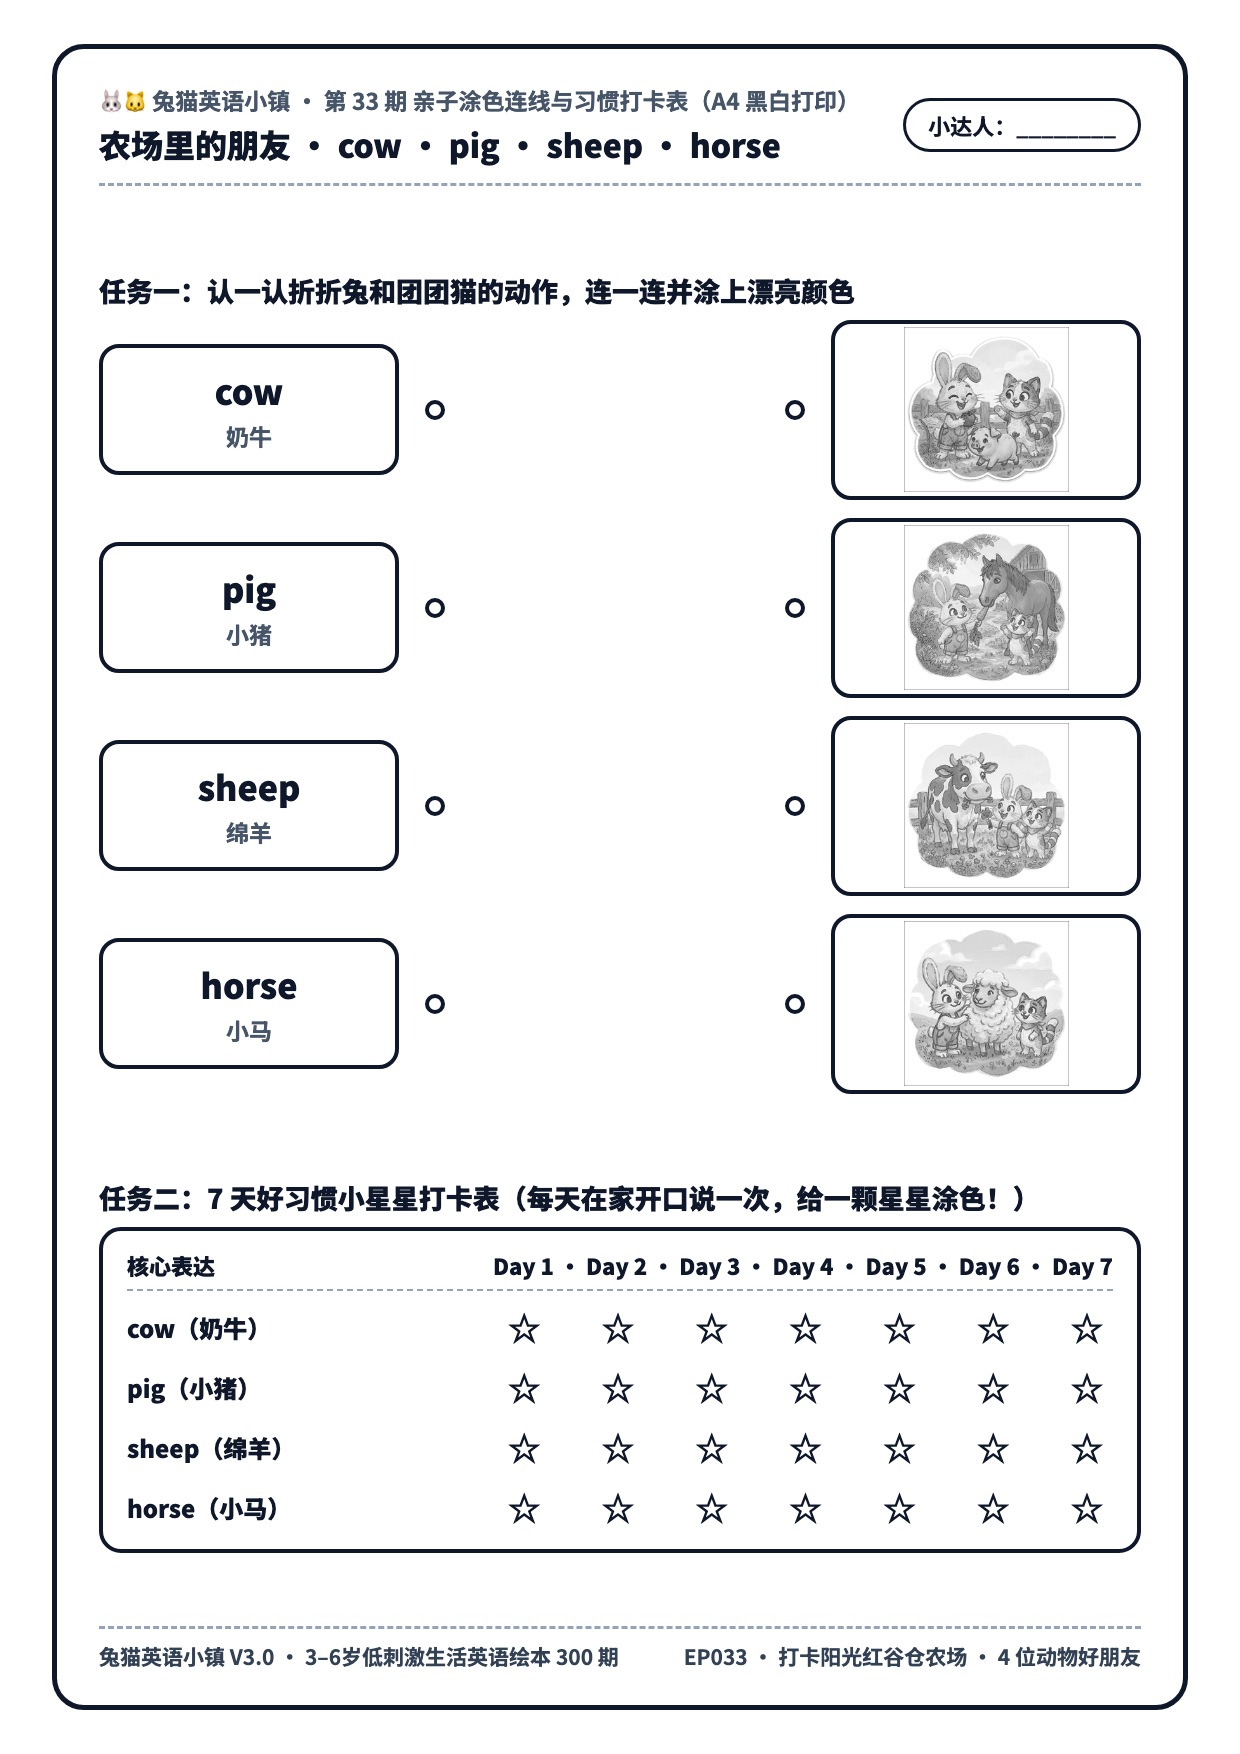 🐰🐱 兔猫英语小镇 · 第 33 期 亲子涂色连线与习惯打卡表（A4 黑白打印）
农场里的朋友 · cow · pig · sheep · horse
小达人：________
任务一：认一认折折兔和团团猫的动作，连一连并涂上漂亮颜色
cow
奶牛
pig
小猪
sheep
绵羊
horse
小马
任务二：7 天好习惯小星星打卡表（每天在家开口说一次，给一颗星星涂色！）
核心表达 Day 1 · Day 2 · Day 3 · Day 4 · Day 5 · Day 6 · Day 7
cow（奶牛） ☆ ☆ ☆ ☆ ☆ ☆ ☆
pig（小猪） ☆ ☆ ☆ ☆ ☆ ☆ ☆
sheep（绵羊） ☆ ☆ ☆ ☆ ☆ ☆ ☆
horse（小马） ☆ ☆ ☆ ☆ ☆ ☆ ☆
兔猫英语小镇 V3.0 · 3–6岁低刺激生活英语绘本 300 期
EP033 · 打卡阳光红谷仓农场 · 4 位动物好朋友